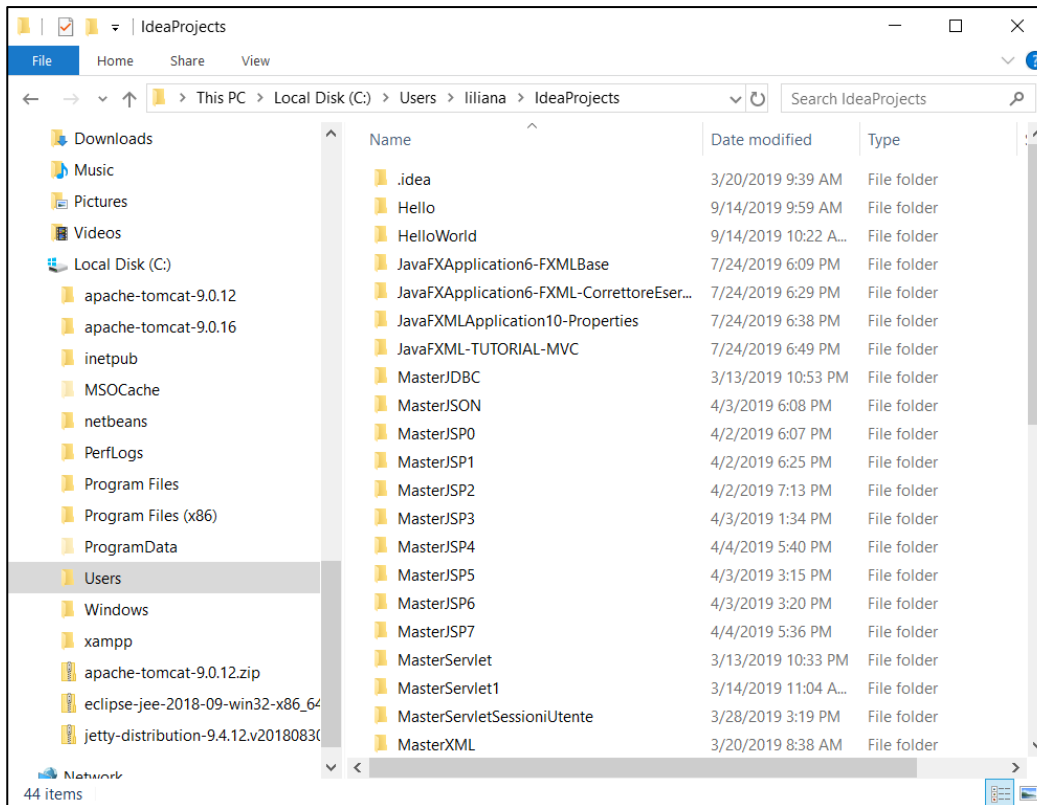 IdeaProjects
File Home Share View
This PC > Local Disk (C:) > Users > liliana > IdeaProjects
Search IdeaProjects
Downloads
Music
Pictures
Videos
Local Disk (C:)
apache-tomcat-9.0.12
apache-tomcat-9.0.16
inetpub
MSOCache
netbeans
PerfLogs
Program Files
Program Files (x86)
ProgramData
Users
Windows
xampp
apache-tomcat-9.0.12.zip
eclipse-jee-2018-09-win32-x86_64
jetty-distribution-9.4.12.v20180830
Network
Name Date modified Type
.idea 3/20/2019 9:39 AM File folder
Hello 9/14/2019 9:59 AM File folder
HelloWorld 9/14/2019 10:22 A... File folder
JavaFXApplication6-FXMLBase 7/24/2019 6:09 PM File folder
JavaFXApplication6-FXML-CorrettoreEser... 7/24/2019 6:29 PM File folder
JavaFXMLApplication10-Properties 7/24/2019 6:38 PM File folder
JavaFXML-TUTORIAL-MVC 7/24/2019 6:49 PM File folder
MasterJDBC 3/13/2019 10:53 PM File folder
MasterJSON 4/3/2019 6:08 PM File folder
MasterJSP0 4/2/2019 6:07 PM File folder
MasterJSP1 4/2/2019 6:25 PM File folder
MasterJSP2 4/2/2019 7:13 PM File folder
MasterJSP3 4/3/2019 1:34 PM File folder
MasterJSP4 4/4/2019 5:40 PM File folder
MasterJSP5 4/3/2019 3:15 PM File folder
MasterJSP6 4/3/2019 3:20 PM File folder
MasterJSP7 4/4/2019 5:36 PM File folder
MasterServlet 3/13/2019 10:33 PM File folder
MasterServlet1 3/14/2019 11:04 A... File folder
MasterServletSessioniUtente 3/28/2019 3:19 PM File folder
MasterXML 3/20/2019 8:38 AM File folder
44 items